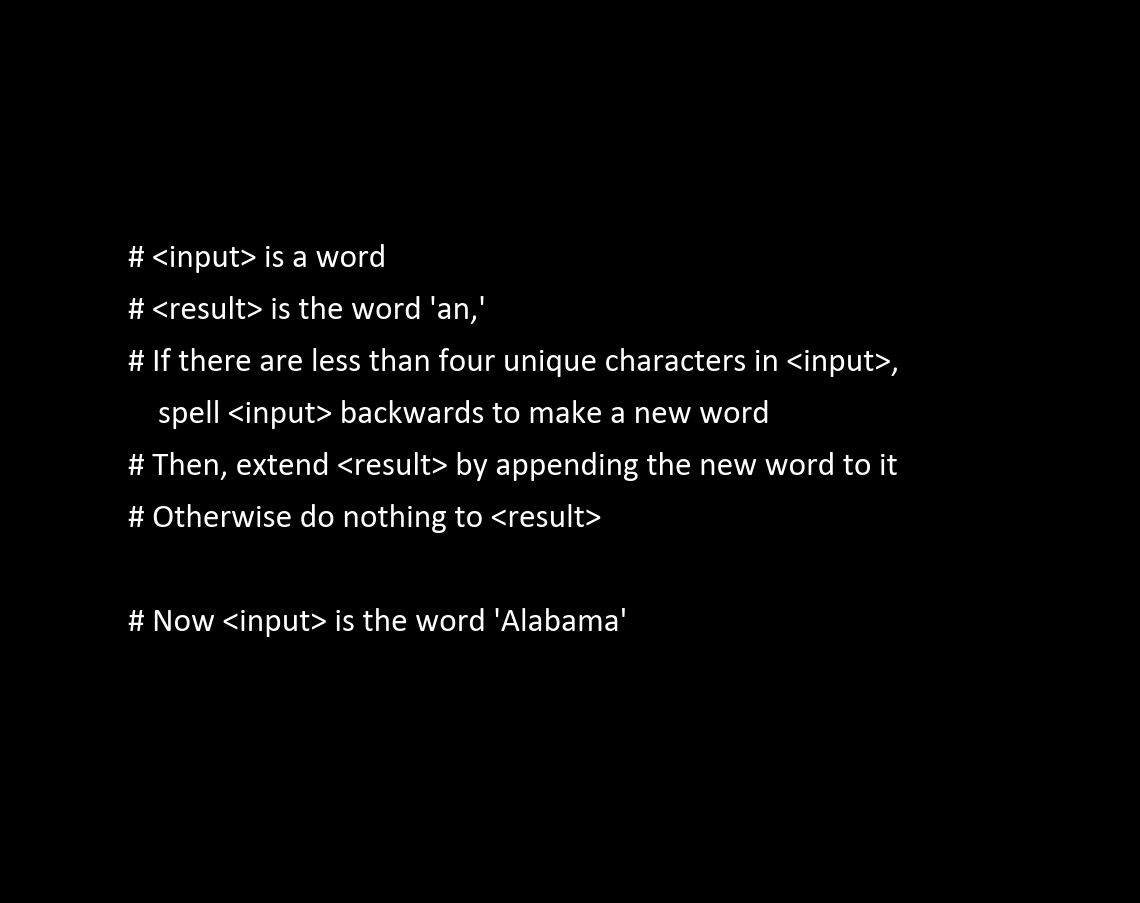 # <input> is a word
# <result> is the word 'an,'
# If there are less than four unique characters in <input>,
spell <input> backwards to make a new word
# Then, extend <result> by appending the new word to it
# Otherwise do nothing to <result>
# Now <input> is the word 'Alabama'